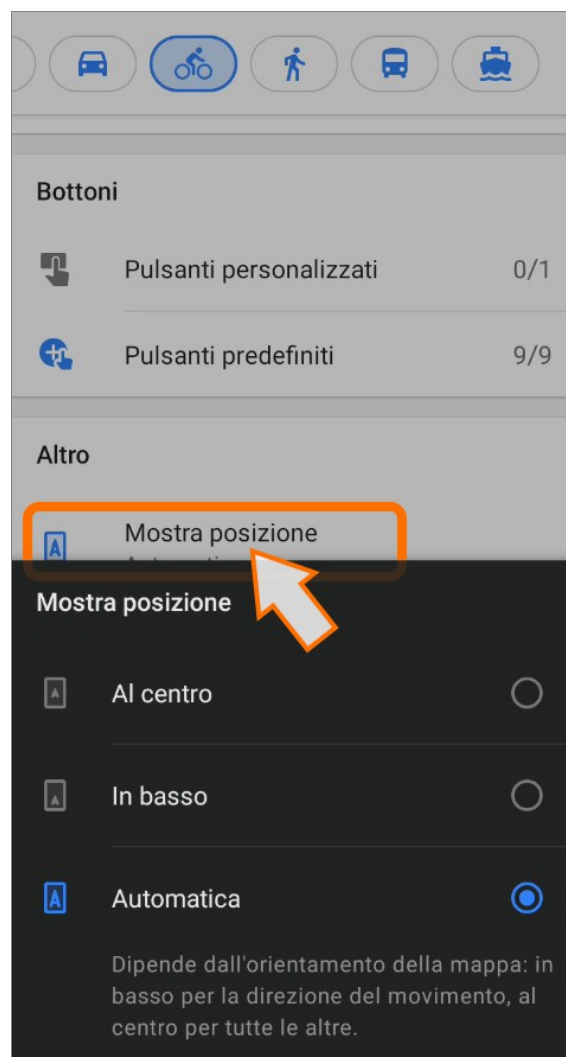 Bottoni
Pulsanti personalizzati 0/1
Pulsanti predefiniti 9/9
Altro
Mostra posizione
Mostra posizione
Al centro
In basso
Automatica
Dipende dall'orientamento della mappa: in
basso per la direzione del movimento, al
centro per tutte le altre.